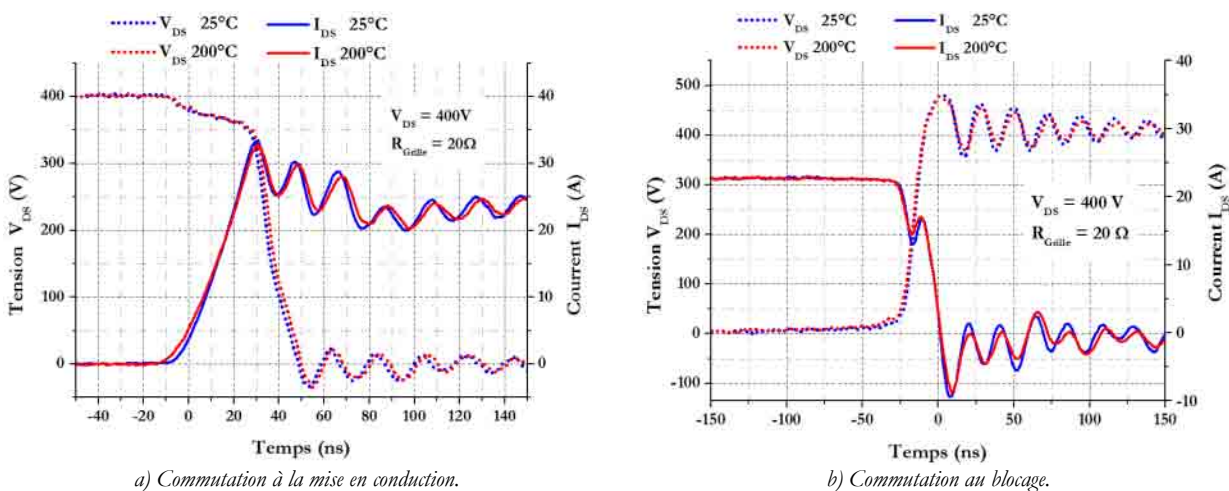 V_DS 25°C
I_DS 25°C
V_DS 200°C
I_DS 200°C
Tension V_DS (V)
400
300
200
100
0
40
30
20
10
0
Courrent I_DS (A)
V_DS = 400V
R_Grille = 20Ω
-40
-20
0
20
40
60
80
100
120
140
Temps (ns)
a) Commutation à la mise en conduction.
V_DS 25°C
I_DS 25°C
V_DS 200°C
I_DS 200°C
Tension V_DS (V)
500
400
300
200
100
0
-100
40
30
20
10
0
-10
Courrent I_DS (A)
V_DS = 400 V
R_Grille = 20 Ω
-150
-100
-50
0
50
100
150
Temps (ns)
b) Commutation au blocage.